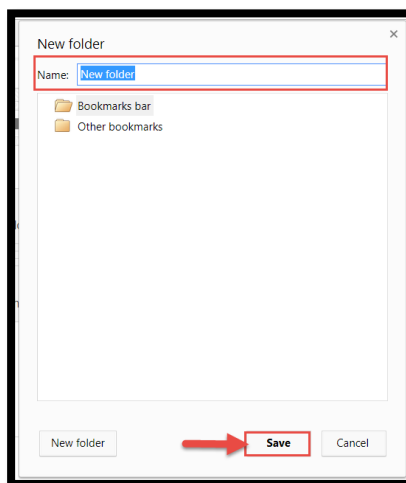 ×
New folder
Name: New folder
Bookmarks bar
Other bookmarks
New folder Save Cancel